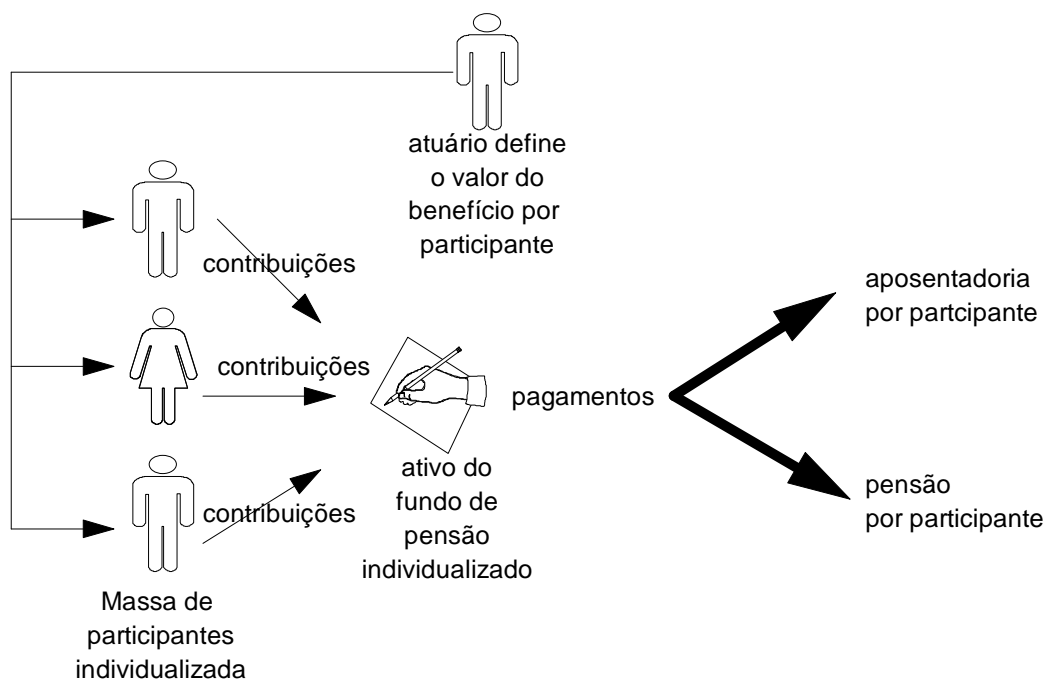 atuário define
o valor do
benefício por
participante
contribuições
contribuições
contribuições
Massa de
participantes
individualizada
ativo do
fundo de
pensão
individualizado
pagamentos
aposentadoria
por partcipante
pensão
por participante